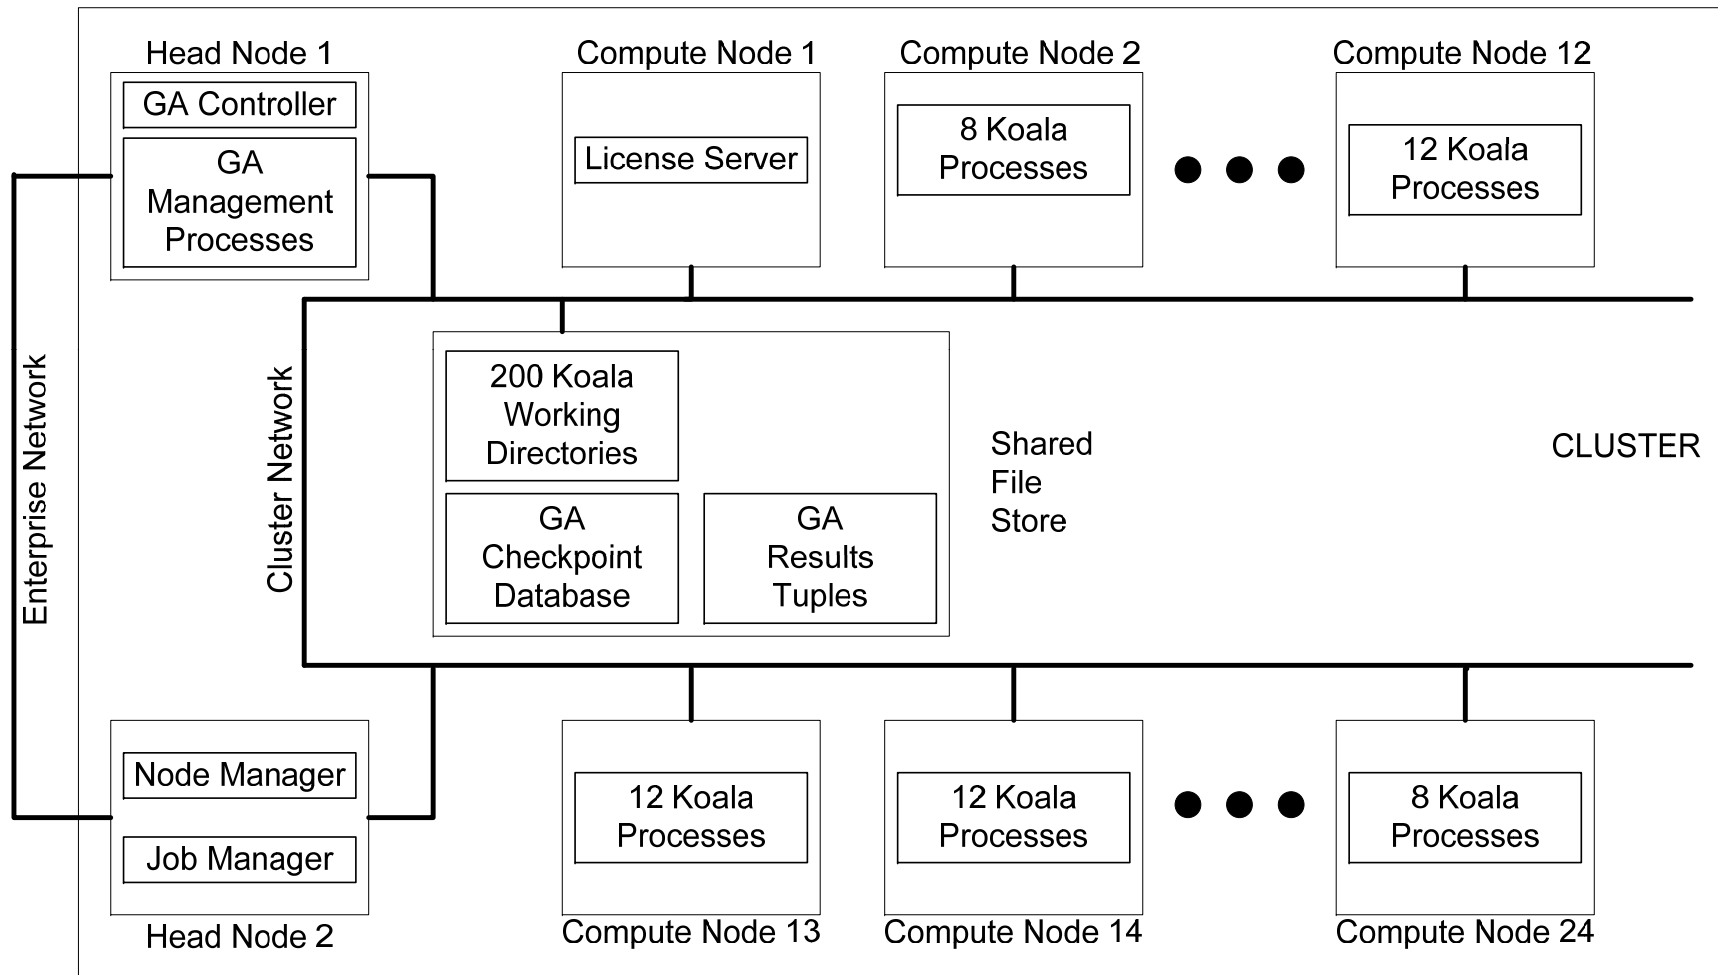 Head Node 1
GA Controller
GA
Management
Processes
Compute Node 1
License Server
Compute Node 2
8 Koala
Processes
Compute Node 12
12 Koala
Processes
Enterprise Network
Cluster Network
200 Koala
Working
Directories
GA
Checkpoint
Database
GA
Results
Tuples
Shared
File
Store
CLUSTER
Node Manager
Job Manager
Head Node 2
12 Koala
Processes
Compute Node 13
12 Koala
Processes
Compute Node 14
8 Koala
Processes
Compute Node 24